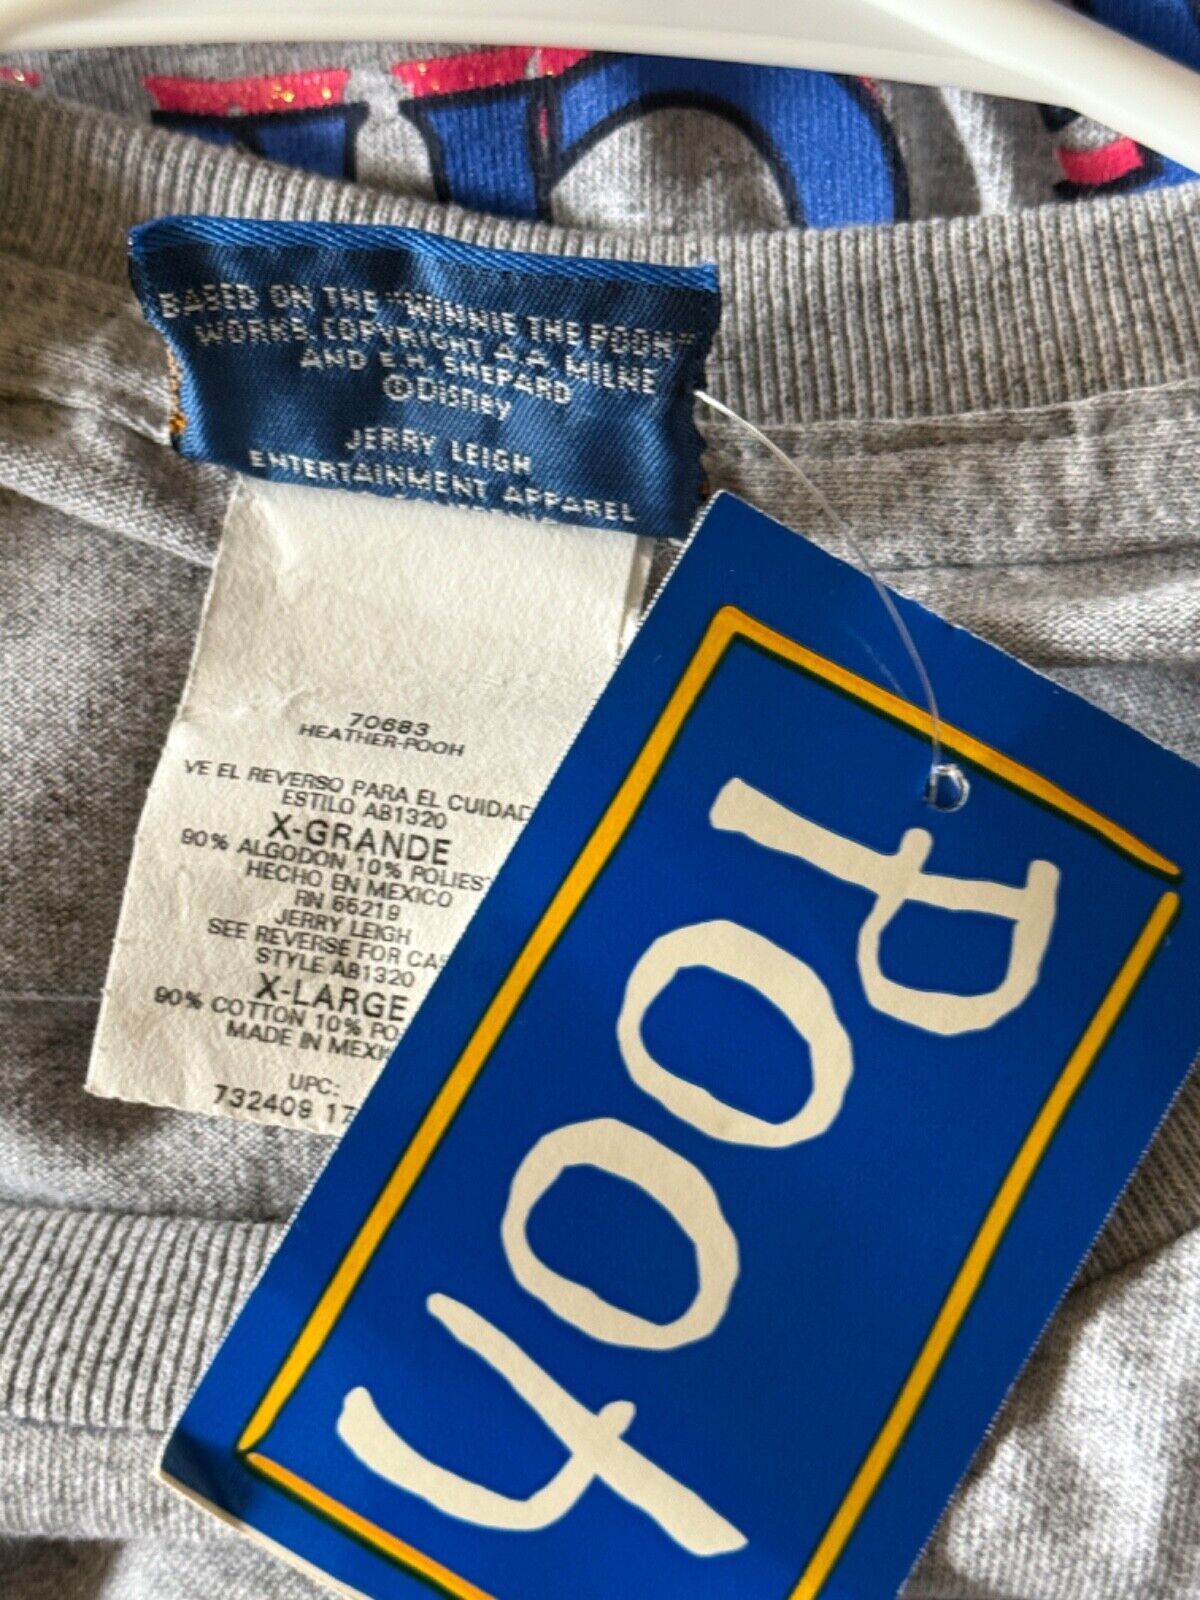 BASED ON THE "WINNIE THE POOH"
WORKS, COPYRIGHT A.A. MILNE
AND E.H. SHEPARD
©Disney
JERRY LEIGH
ENTERTAINMENT APPAREL
70683
HEATHER-POOH
VE EL REVERSO PARA EL CUIDAD
ESTILO AB1320
X-GRANDE
90% ALGODON 10% POLIEST
HECHO EN MEXICO
RN 65219
JERRY LEIGH
SEE REVERSE FOR CA
STYLE AB1320
X-LARGE
90% COTTON 10% PO
MADE IN MEXI
UPC:
732409 17
Pooh